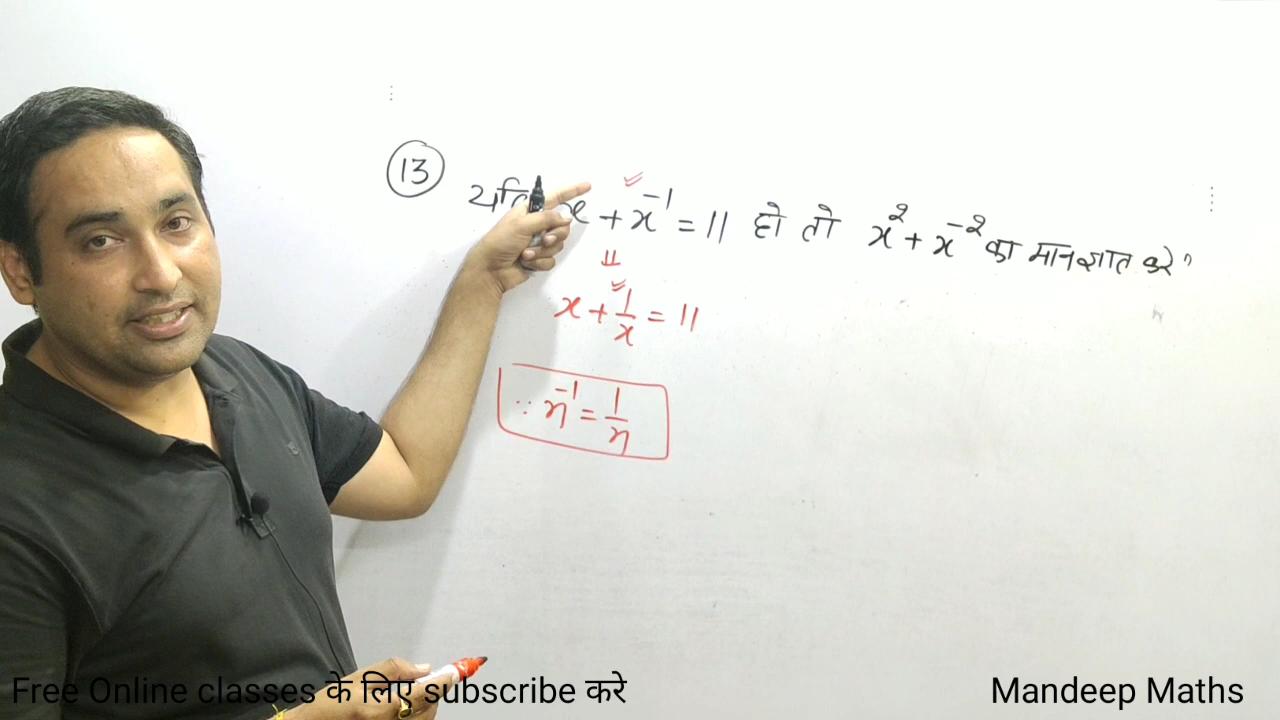 13 यदि x + x⁻¹ = 11 हो तो x² + x⁻² का मान ज्ञात करे ?
x + 1/x = 11
∵ x⁻¹ = 1/x
Free Online classes के लिए subscribe करे
Mandeep Maths